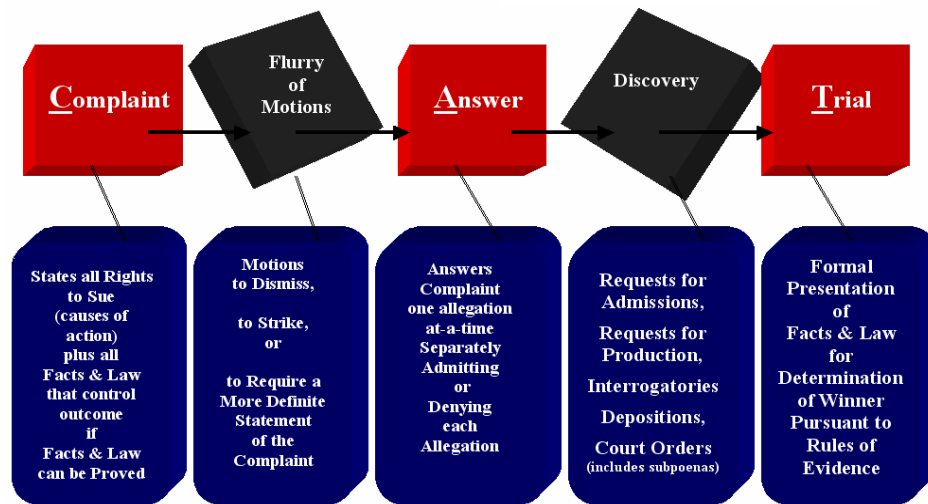 Complaint
Flurry
of
Motions
Answer
Discovery
Trial
States all Rights
to Sue
(causes of
action)
plus all
Facts & Law
that control
outcome
if
Facts & Law
can be Proved
Motions
to Dismiss,
to Strike,
or
to Require a
More Definite
Statement
of the
Complaint
Answers
Complaint
one allegation
at-a-time
Separately
Admitting
or
Denying
each
Allegation
Requests for
Admissions,
Requests for
Production,
Interrogatories
Depositions,
Court Orders
(includes subpoenas)
Formal
Presentation
of
Facts & Law
for
Determination
of Winner
Pursuant to
Rules of
Evidence